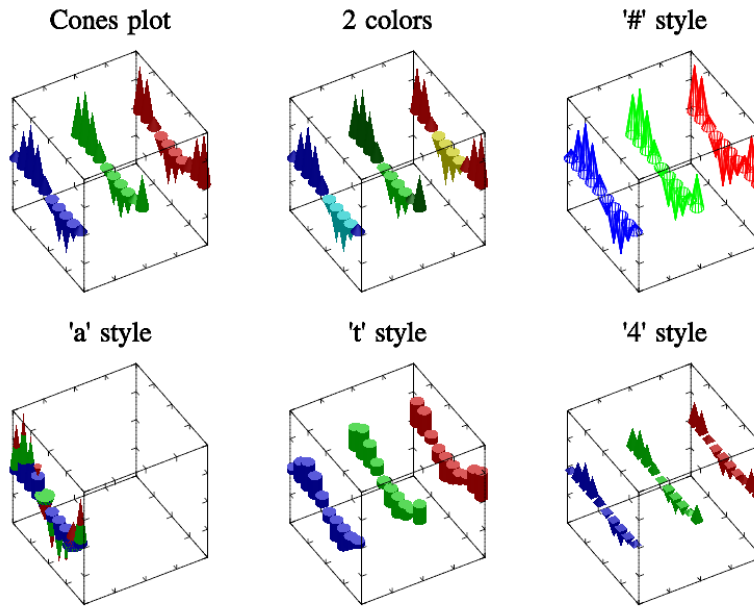 Cones plot
2 colors
'#' style
'a' style
't' style
'4' style